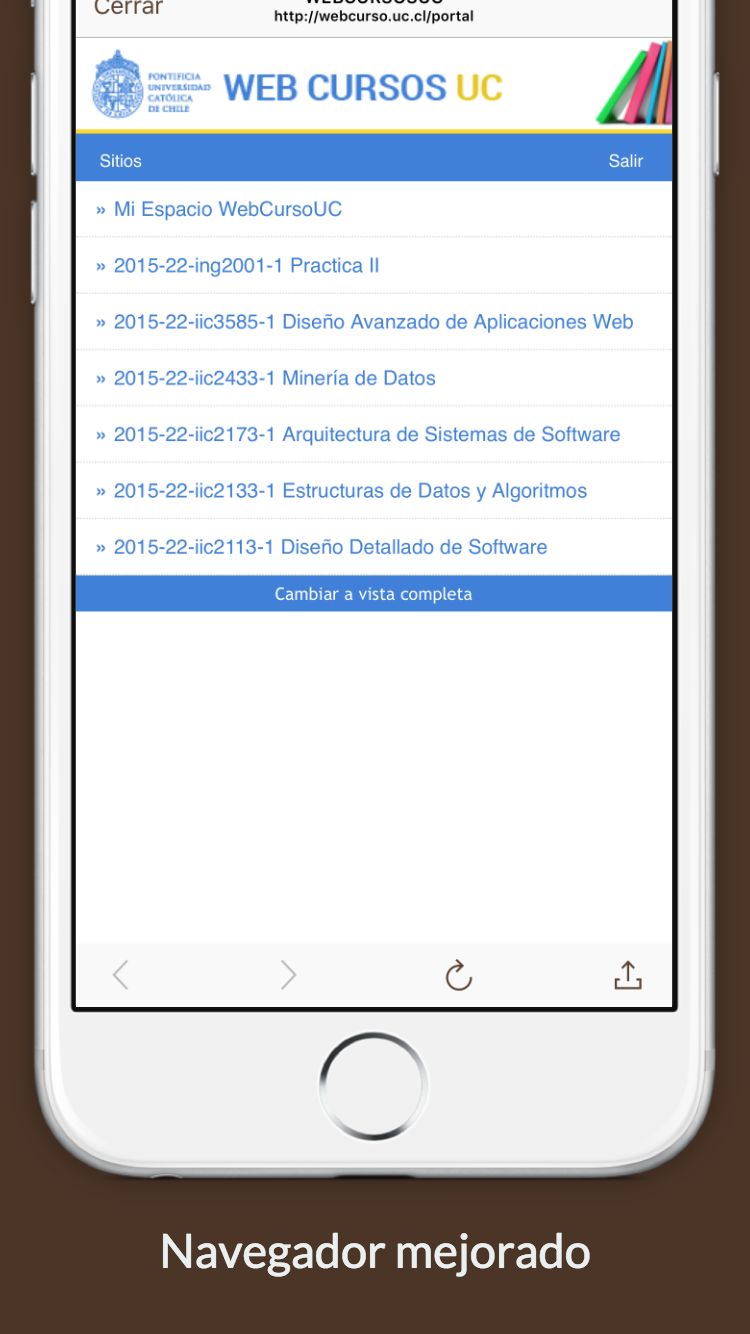 Cerrar
WEBCURSOSUC
http://webcurso.uc.cl/portal
PONTIFICIA
UNIVERSIDAD
CATÓLICA
DE CHILE
WEB CURSOS UC
Sitios
Salir
» Mi Espacio WebCursoUC
» 2015-22-ing2001-1 Practica II
» 2015-22-iic3585-1 Diseño Avanzado de Aplicaciones Web
» 2015-22-iic2433-1 Minería de Datos
» 2015-22-iic2173-1 Arquitectura de Sistemas de Software
» 2015-22-iic2133-1 Estructuras de Datos y Algoritmos
» 2015-22-iic2113-1 Diseño Detallado de Software
Cambiar a vista completa
Navegador mejorado